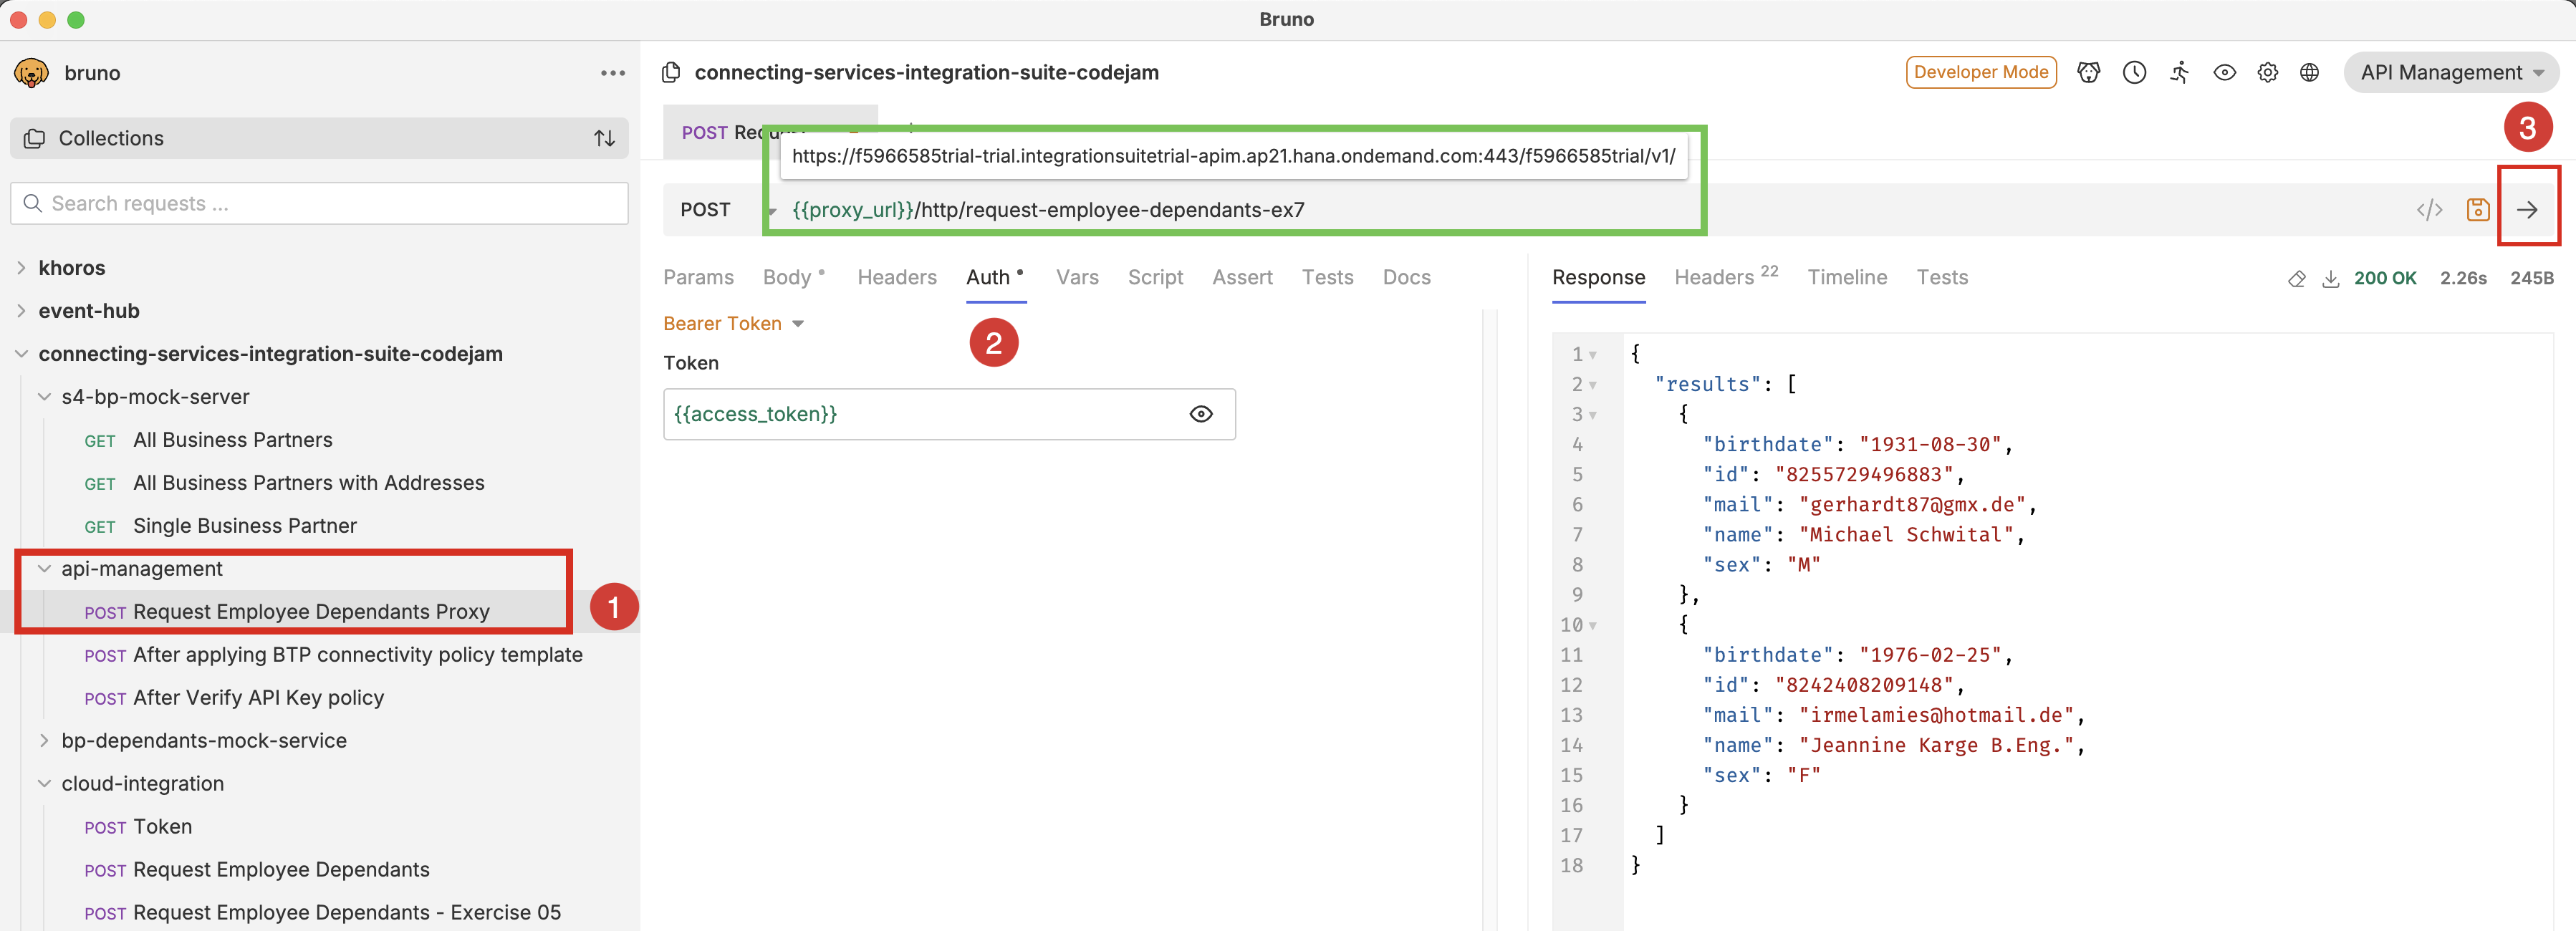 Bruno
bruno
Collections
Search requests ...
khoros
event-hub
connecting-services-integration-suite-codejam
s4-bp-mock-server
GET All Business Partners
GET All Business Partners with Addresses
GET Single Business Partner
api-management
POST Request Employee Dependants Proxy
1
POST After applying BTP connectivity policy template
POST After Verify API Key policy
bp-dependants-mock-service
cloud-integration
POST Token
POST Request Employee Dependants
POST Request Employee Dependants - Exercise 05
connecting-services-integration-suite-codejam
Developer Mode
API Management
3
POST
https://f5966585trial-trial.integrationsuitetrial-apim.ap21.hana.ondemand.com:443/f5966585trial/v1/
POST {{proxy_url}}/http/request-employee-dependants-ex7
</>
Params Body Headers Auth Vars Script Assert Tests Docs
Bearer Token
2
Token
{{access_token}}
Response Headers 22 Timeline Tests
200 OK 2.26s 245B
1 {
2 "results": [
3 {
4 "birthdate": "1931-08-30",
5 "id": "8255729496883",
6 "mail": "gerhardt87@gmx.de",
7 "name": "Michael Schwital",
8 "sex": "M"
9 },
10 {
11 "birthdate": "1976-02-25",
12 "id": "8242408209148",
13 "mail": "irmelamies@hotmail.de",
14 "name": "Jeannine Karge B.Eng.",
15 "sex": "F"
16 }
17 ]
18 }